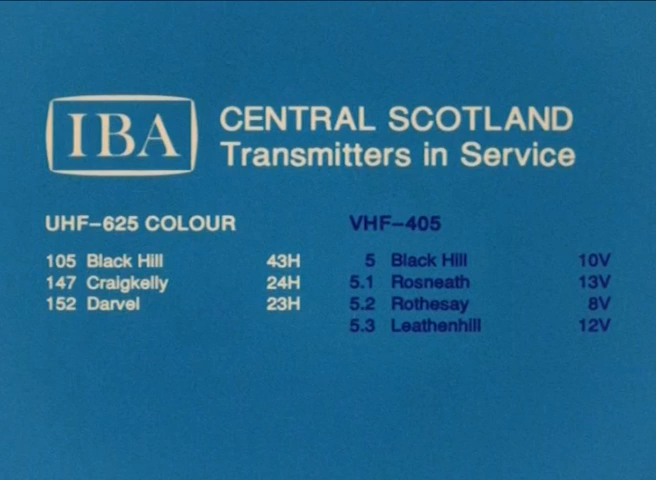 IBA
CENTRAL SCOTLAND
Transmitters in Service
UHF–625 COLOUR
105 Black Hill 43H
147 Craigkelly 24H
152 Darvel 23H
VHF–405
5 Black Hill 10V
5.1 Rosneath 13V
5.2 Rothesay 8V
5.3 Leathenhill 12V